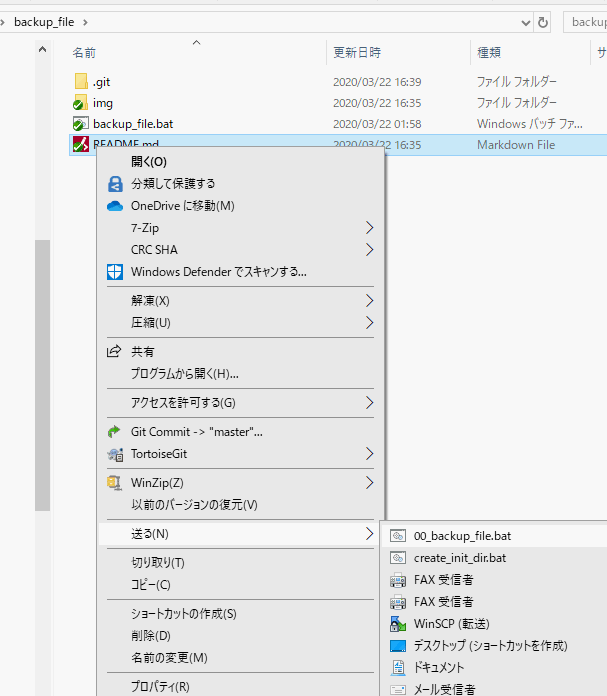 backup_file
backup
名前
更新日時
種類
サ
.git
2020/03/22 16:39
ファイル フォルダー
img
2020/03/22 16:35
ファイル フォルダー
backup_file.bat
2020/03/22 01:58
Windows バッチ ファ...
README.md
2020/03/22 16:35
Markdown File
開く(O)
分類して保護する
OneDrive に移動(M)
7-Zip
CRC SHA
Windows Defender でスキャンする...
解凍(X)
圧縮(U)
共有
プログラムから開く(H)...
アクセスを許可する(G)
Git Commit -> "master"...
TortoiseGit
WinZip(Z)
以前のバージョンの復元(V)
送る(N)
00_backup_file.bat
create_init_dir.bat
切り取り(T)
FAX 受信者
コピー(C)
FAX 受信者
ショートカットの作成(S)
WinSCP (転送)
削除(D)
デスクトップ (ショートカットを作成)
名前の変更(M)
ドキュメント
プロパティ(R)
メール受信者